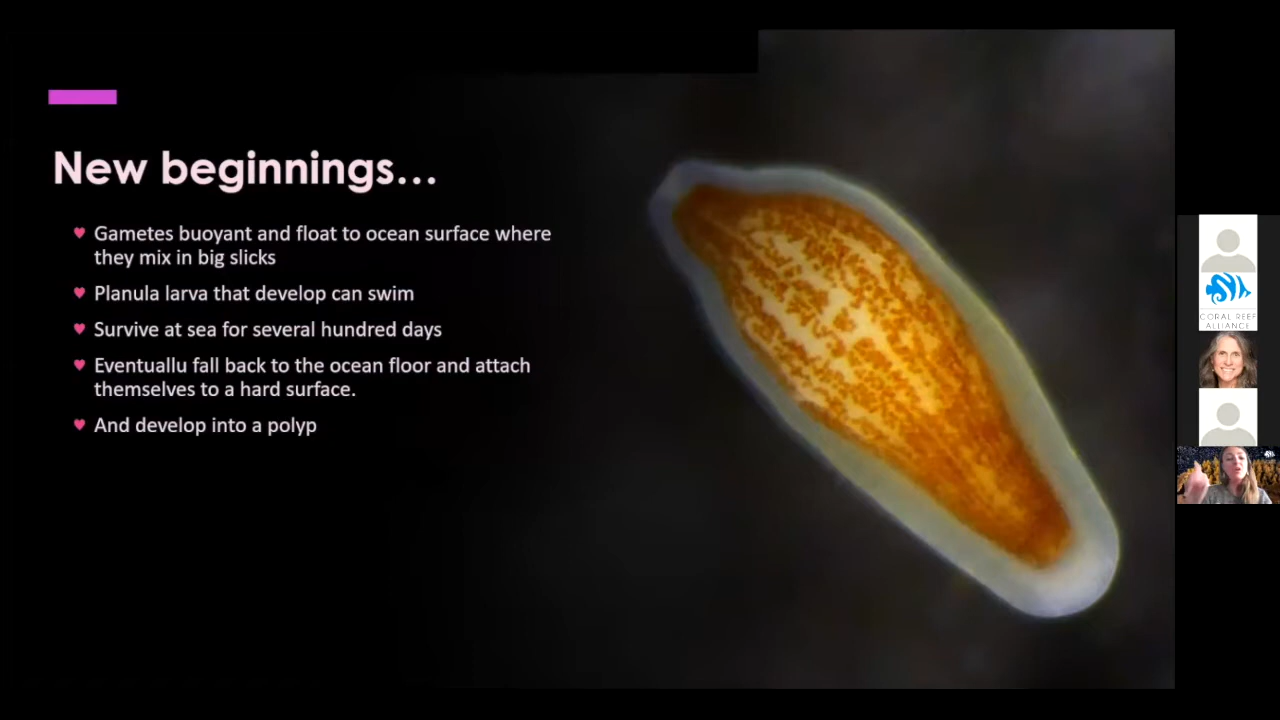 New beginnings...
♥ Gametes buoyant and float to ocean surface where
they mix in big slicks
♥ Planula larva that develop can swim
♥ Survive at sea for several hundred days
♥ Eventuallu fall back to the ocean floor and attach
themselves to a hard surface.
♥ And develop into a polyp
CORAL REEF
ALLIANCE